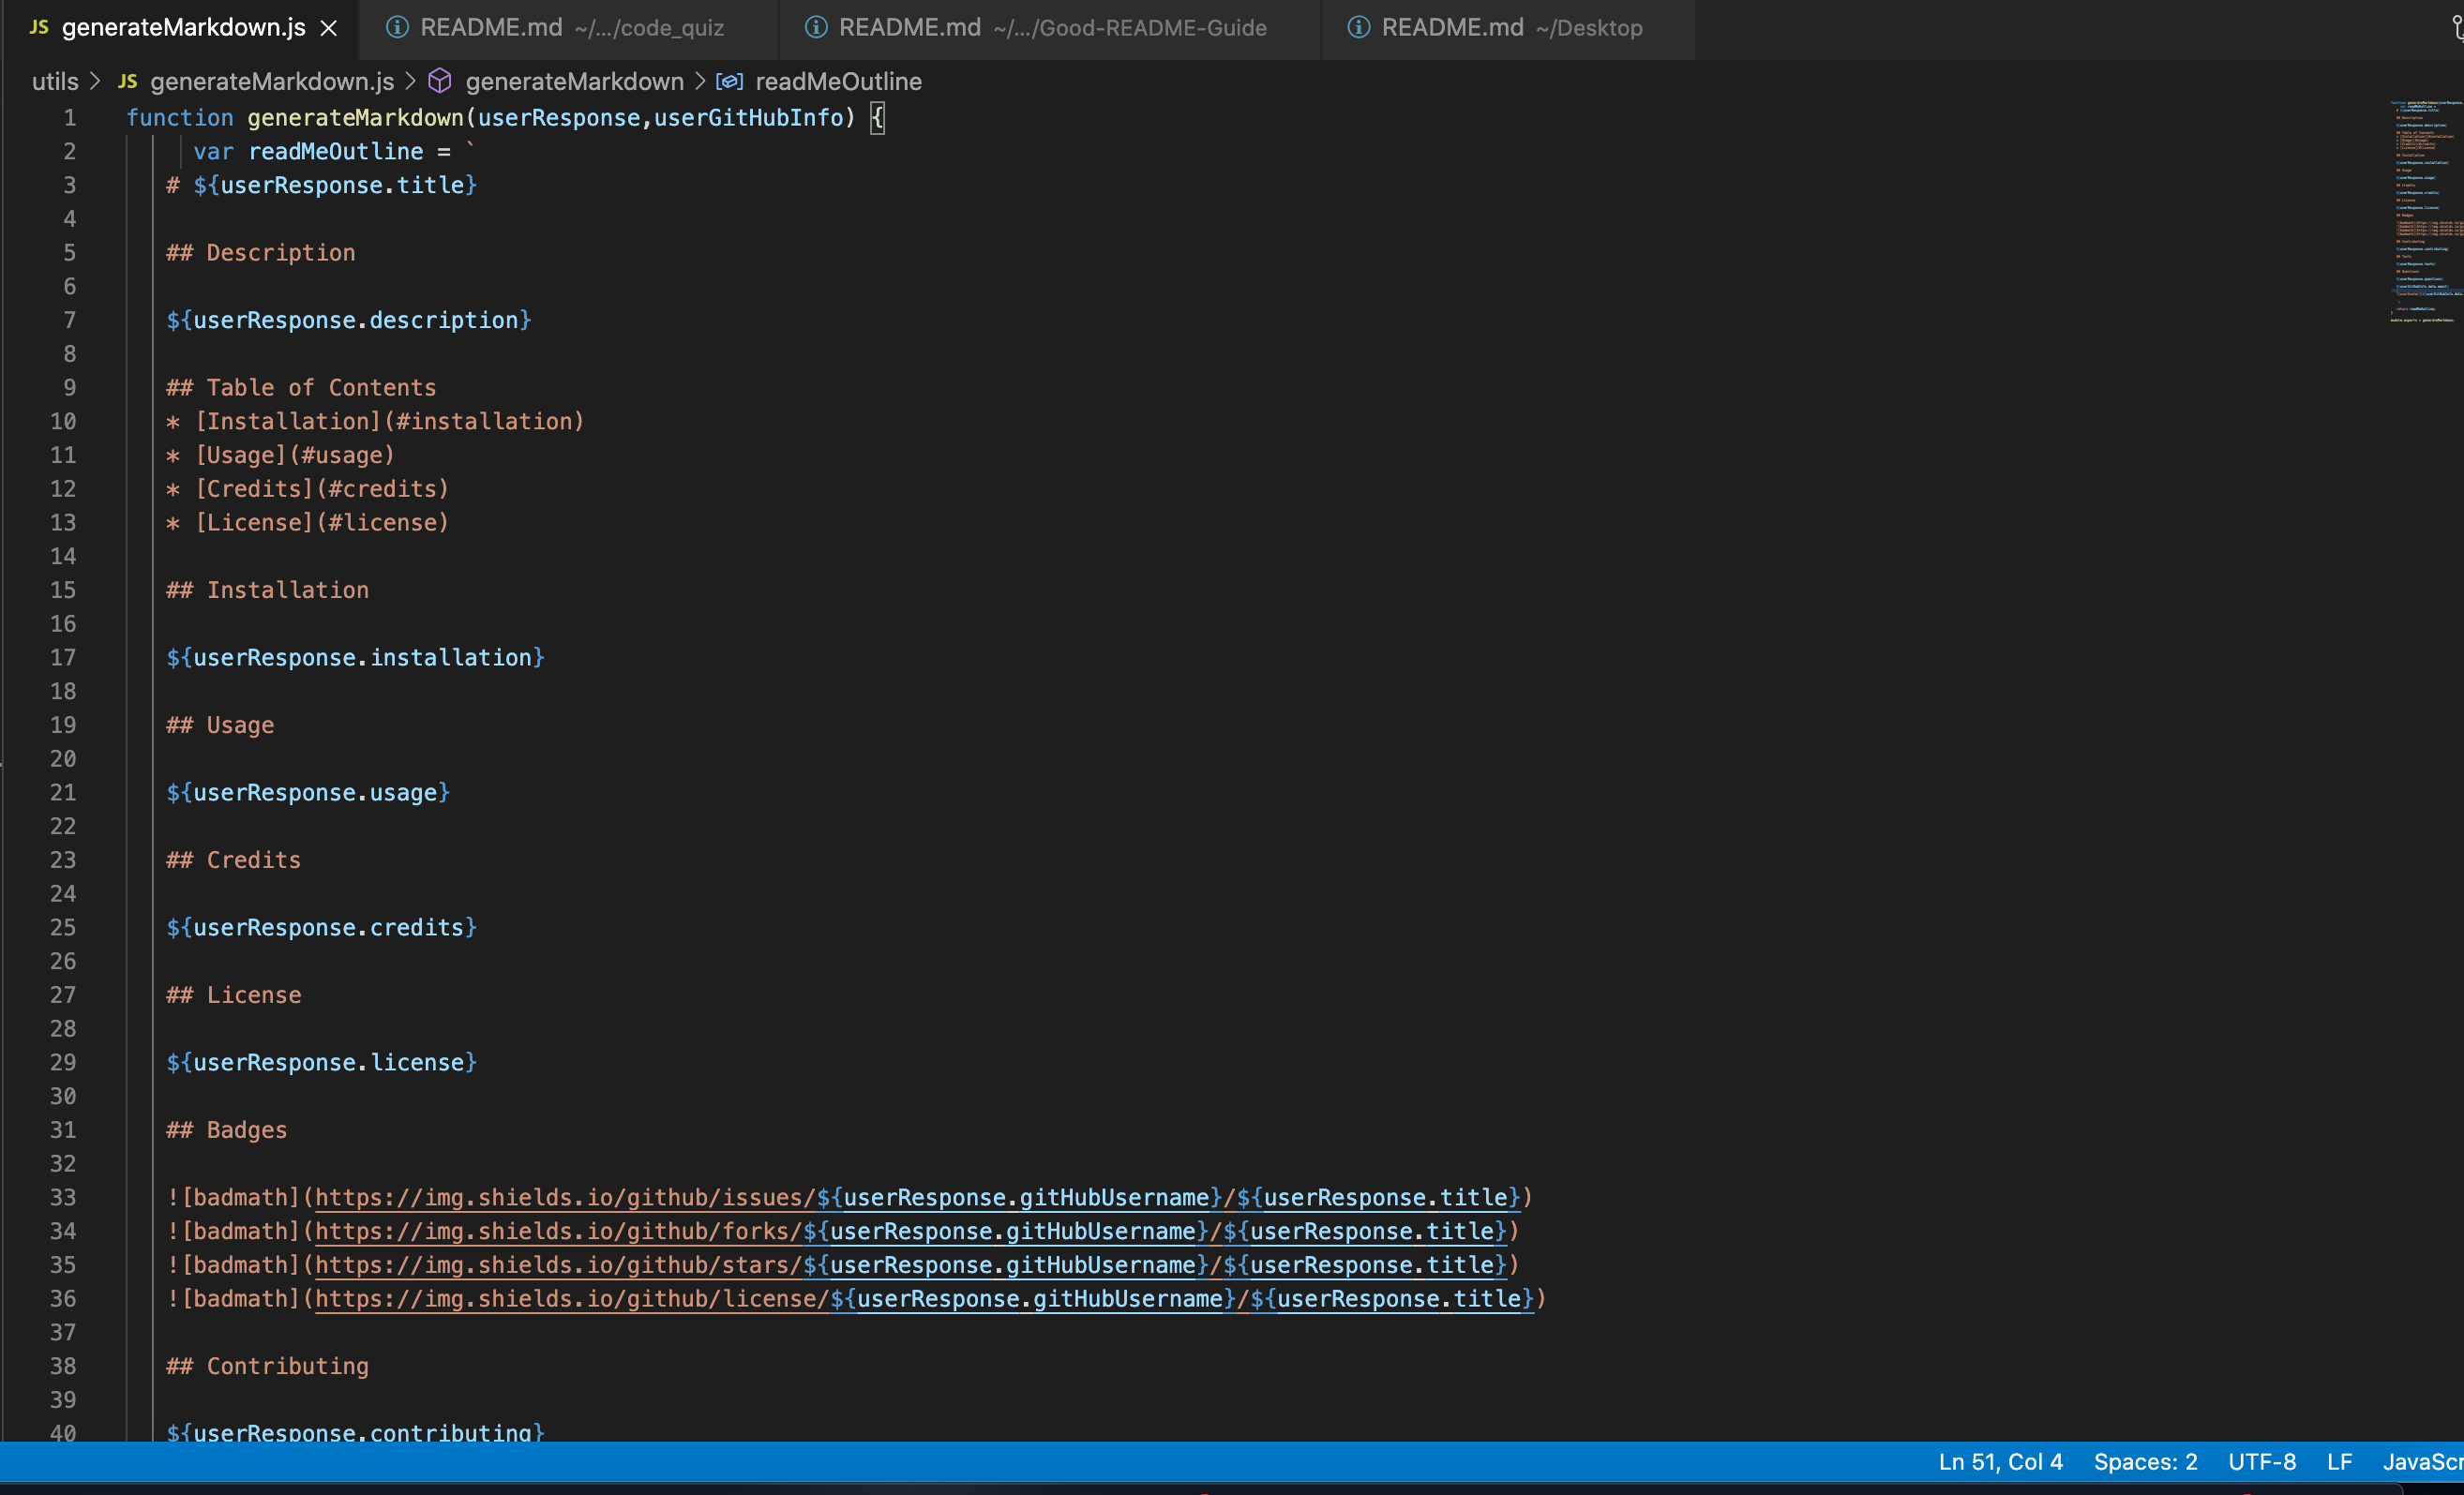 JS generateMarkdown.js × README.md ~/.../code_quiz README.md ~/.../Good-README-Guide README.md ~/Desktop
utils > JS generateMarkdown.js > generateMarkdown > readMeOutline
1 function generateMarkdown(userResponse,userGitHubInfo) {
2 var readMeOutline = `
3 # ${userResponse.title}
4
5 ## Description
6
7 ${userResponse.description}
8
9 ## Table of Contents
10 * [Installation](#installation)
11 * [Usage](#usage)
12 * [Credits](#credits)
13 * [License](#license)
14
15 ## Installation
16
17 ${userResponse.installation}
18
19 ## Usage
20
21 ${userResponse.usage}
22
23 ## Credits
24
25 ${userResponse.credits}
26
27 ## License
28
29 ${userResponse.license}
30
31 ## Badges
32
33 ![badmath](https://img.shields.io/github/issues/${userResponse.gitHubUsername}/${userResponse.title})
34 ![badmath](https://img.shields.io/github/forks/${userResponse.gitHubUsername}/${userResponse.title})
35 ![badmath](https://img.shields.io/github/stars/${userResponse.gitHubUsername}/${userResponse.title})
36 ![badmath](https://img.shields.io/github/license/${userResponse.gitHubUsername}/${userResponse.title})
37
38 ## Contributing
39
40 ${userResponse.contributing}
Ln 51, Col 4 Spaces: 2 UTF-8 LF JavaScr